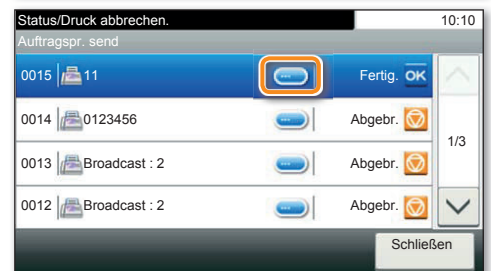 Status/Druck abbrechen. 10:10
Auftragspr. send
0015 11 ... Fertig. OK
0014 0123456 ... Abgebr.
0013 Broadcast : 2 ... Abgebr.
1/3
0012 Broadcast : 2 ... Abgebr.
Schließen